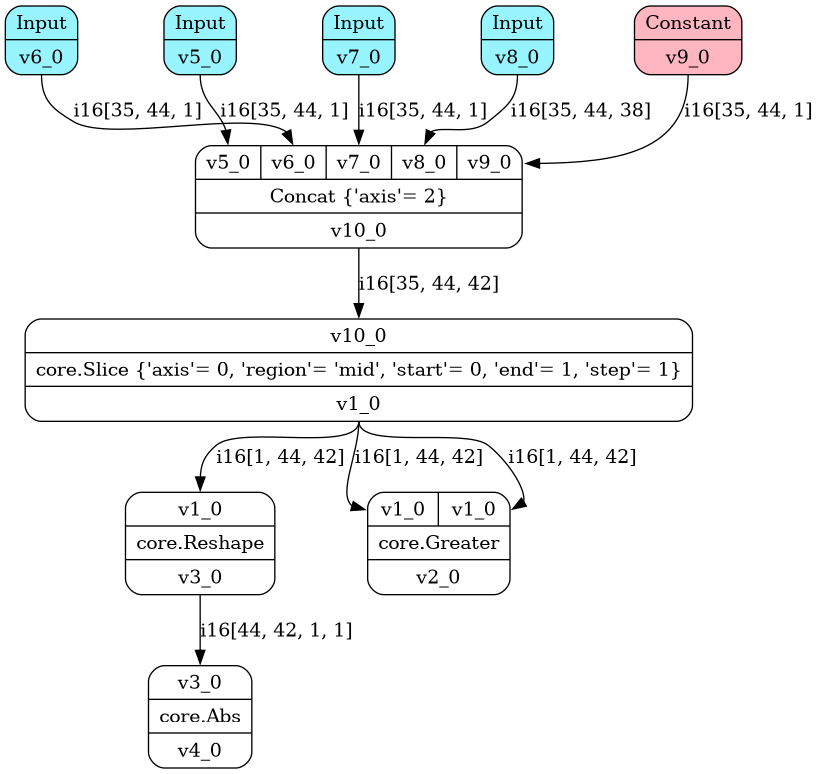 Input
v6_0
Input
v5_0
Input
v7_0
Input
v8_0
Constant
v9_0
i16[35, 44, 1]
i16[35, 44, 1]
i16[35, 44, 1]
i16[35, 44, 38]
i16[35, 44, 1]
v5_0 v6_0 v7_0 v8_0 v9_0
Concat {'axis'= 2}
v10_0
i16[35, 44, 42]
v10_0
core.Slice {'axis'= 0, 'region'= 'mid', 'start'= 0, 'end'= 1, 'step'= 1}
v1_0
i16[1, 44, 42]
i16[1, 44, 42]
i16[1, 44, 42]
v1_0
core.Reshape
v3_0
v1_0 v1_0
core.Greater
v2_0
i16[44, 42, 1, 1]
v3_0
core.Abs
v4_0